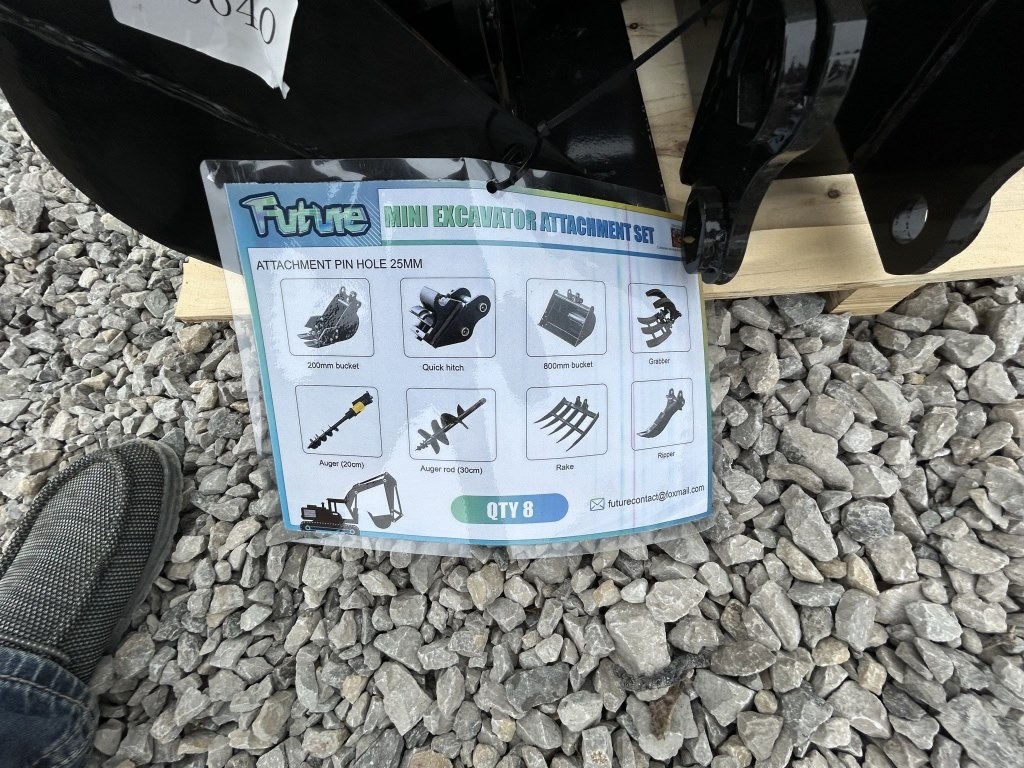 640
Future MINI EXCAVATOR ATTACHMENT SET
ATTACHMENT PIN HOLE 25MM
200mm bucket Quick hitch 800mm bucket Grabber
Auger (20cm) Auger rod (30cm) Rake Ripper
QTY 8 futurecontact@foxmail.com